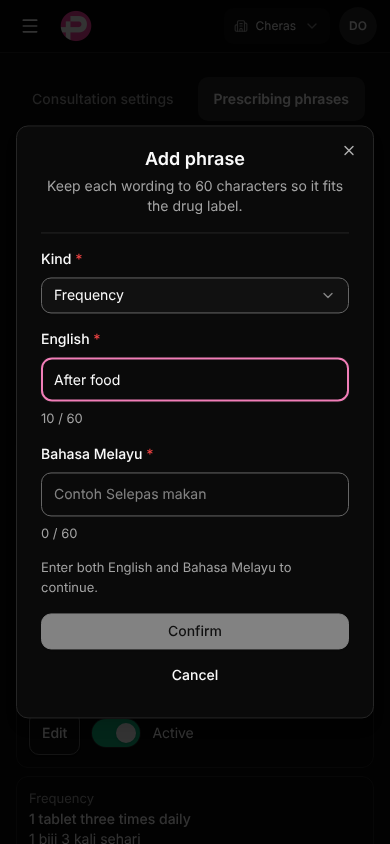 Cheras
DO
Consultation settings
Prescribing phrases
Add phrase
Keep each wording to 60 characters so it fits
the drug label.
Kind *
Frequency
English *
After food
10 / 60
Bahasa Melayu *
Contoh Selepas makan
0 / 60
Enter both English and Bahasa Melayu to
continue.
Confirm
Cancel
Edit
Active
Frequency
1 tablet three times daily
1 biji 3 kali sehari